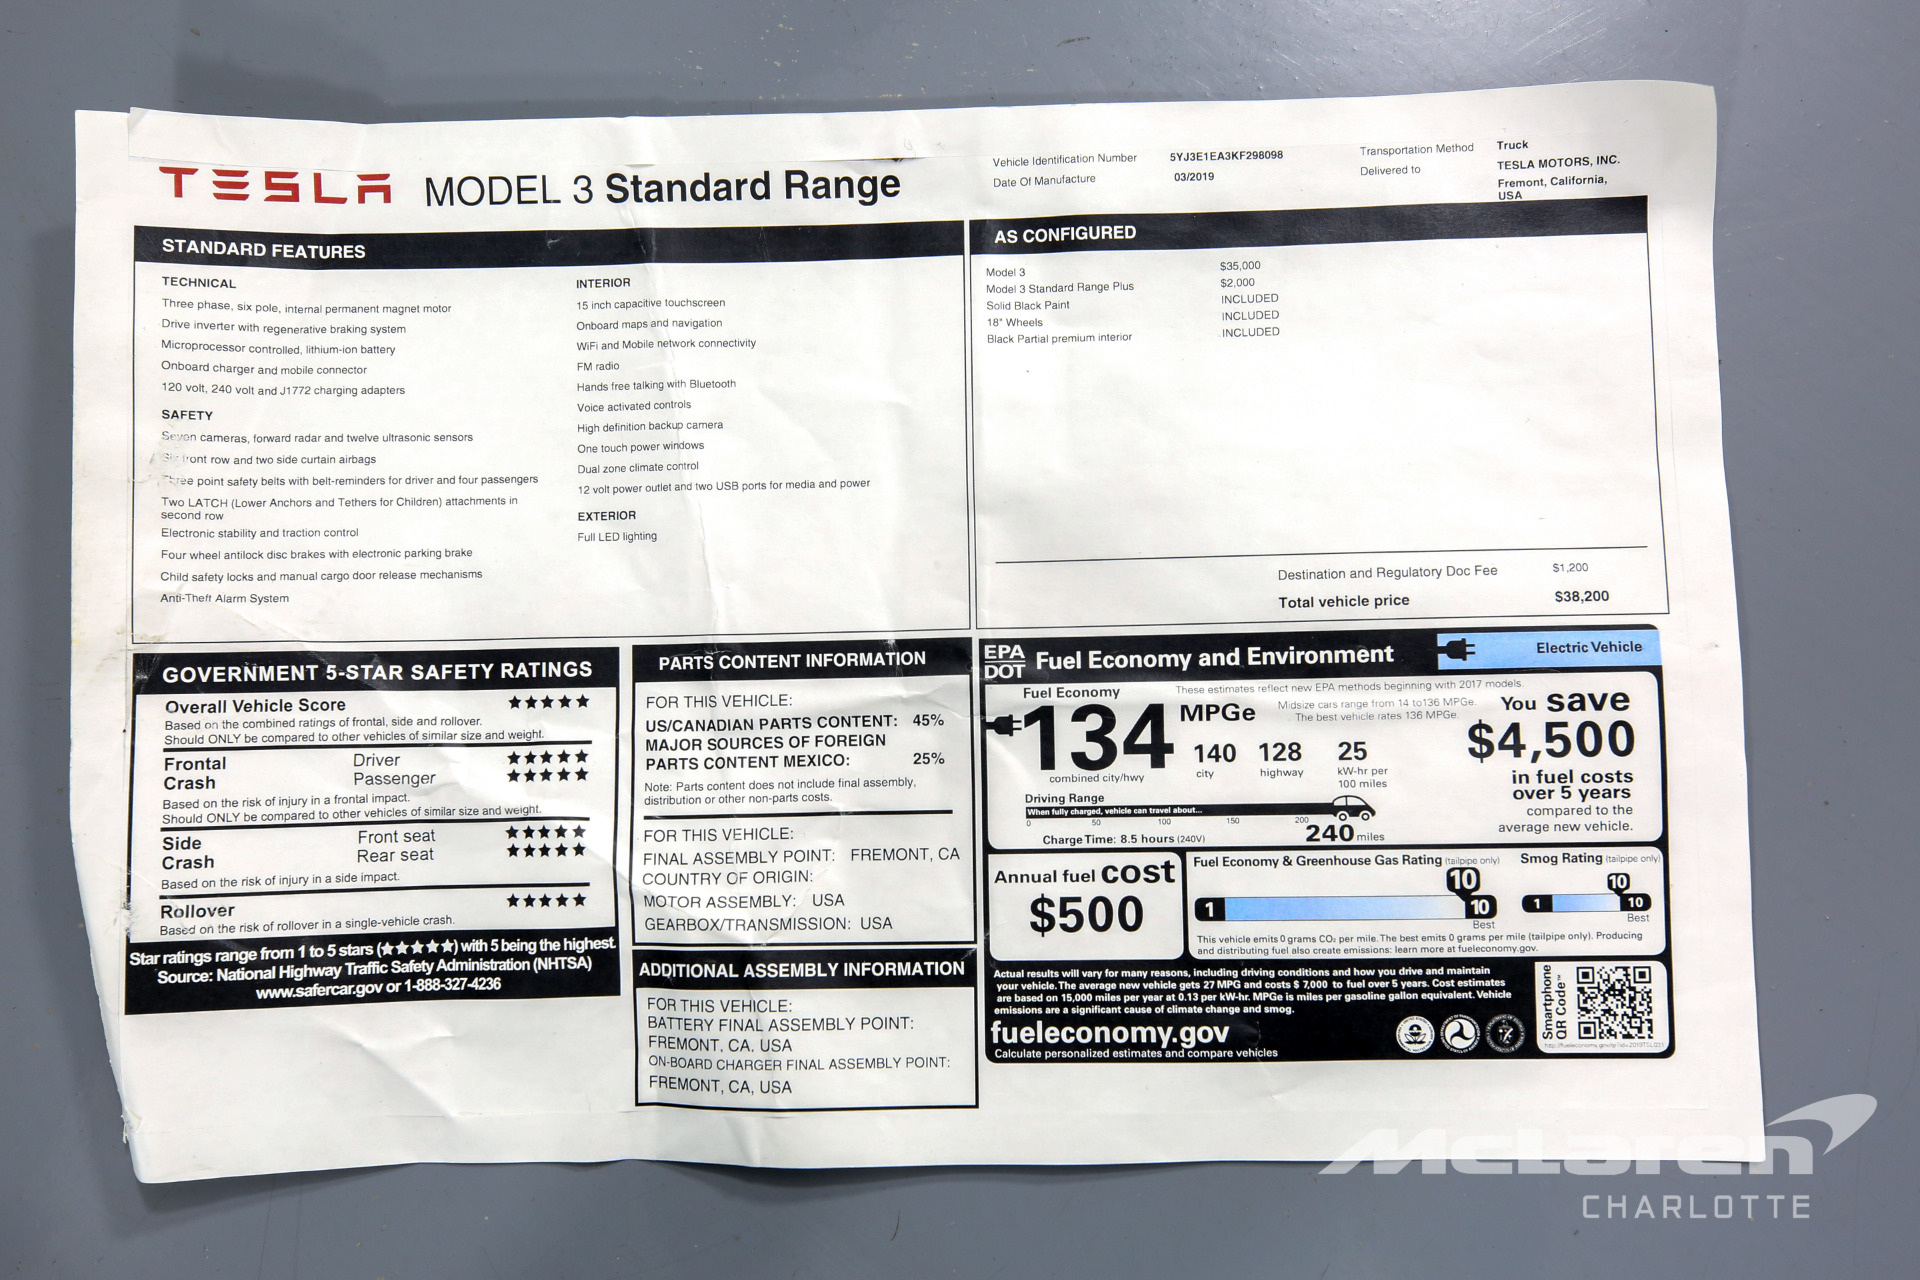 TESLA MODEL 3 Standard Range
Vehicle Identification Number 5YJ3E1EA3KF298098
Date Of Manufacture 03/2019
Transportation Method Truck
Delivered to TESLA MOTORS, INC.
Fremont, California,
USA
STANDARD FEATURES
TECHNICAL
Three phase, six pole, internal permanent magnet motor
Drive inverter with regenerative braking system
Microprocessor controlled, lithium-ion battery
Onboard charger and mobile connector
120 volt, 240 volt and J1772 charging adapters
SAFETY
Seven cameras, forward radar and twelve ultrasonic sensors
Six front row and two side curtain airbags
Three point safety belts with belt-reminders for driver and four passengers
Two LATCH (Lower Anchors and Tethers for Children) attachments in
second row
Electronic stability and traction control
Four wheel antilock disc brakes with electronic parking brake
Child safety locks and manual cargo door release mechanisms
Anti-Theft Alarm System
INTERIOR
15 inch capacitive touchscreen
Onboard maps and navigation
WiFi and Mobile network connectivity
FM radio
Hands free talking with Bluetooth
Voice activated controls
High definition backup camera
One touch power windows
Dual zone climate control
12 volt power outlet and two USB ports for media and power
EXTERIOR
Full LED lighting
AS CONFIGURED
Model 3 $35,000
Model 3 Standard Range Plus $2,000
Solid Black Paint INCLUDED
18" Wheels INCLUDED
Black Partial premium interior INCLUDED
Destination and Regulatory Doc Fee $1,200
Total vehicle price $38,200
GOVERNMENT 5-STAR SAFETY RATINGS
Overall Vehicle Score ★★★★★
Based on the combined ratings of frontal, side and rollover.
Should ONLY be compared to other vehicles of similar size and weight.
Frontal Driver ★★★★★
Crash Passenger ★★★★★
Based on the risk of injury in a frontal impact.
Should ONLY be compared to other vehicles of similar size and weight.
Side Front seat ★★★★★
Crash Rear seat ★★★★★
Based on the risk of injury in a side impact.
Rollover ★★★★★
Based on the risk of rollover in a single-vehicle crash.
Star ratings range from 1 to 5 stars (★★★★★) with 5 being the highest.
Source: National Highway Traffic Safety Administration (NHTSA)
www.safercar.gov or 1-888-327-4236
PARTS CONTENT INFORMATION
FOR THIS VEHICLE:
US/CANADIAN PARTS CONTENT: 45%
MAJOR SOURCES OF FOREIGN
PARTS CONTENT MEXICO: 25%
Note: Parts content does not include final assembly,
distribution or other non-parts costs.
FOR THIS VEHICLE:
FINAL ASSEMBLY POINT: FREMONT, CA
COUNTRY OF ORIGIN:
MOTOR ASSEMBLY: USA
GEARBOX/TRANSMISSION: USA
ADDITIONAL ASSEMBLY INFORMATION
FOR THIS VEHICLE:
BATTERY FINAL ASSEMBLY POINT:
FREMONT, CA, USA
ON-BOARD CHARGER FINAL ASSEMBLY POINT:
FREMONT, CA, USA
EPA
DOT
Fuel Economy and Environment
Electric Vehicle
Fuel Economy
These estimates reflect new EPA methods beginning with 2017 models.
134 MPGe
Midsize cars range from 14 to136 MPGe.
The best vehicle rates 136 MPGe.
combined city/hwy
140 128 25
city highway kW-hr per
100 miles
Driving Range
When fully charged, vehicle can travel about...
0 50 100 150 200
240 miles
Charge Time: 8.5 hours (240V)
You save
$4,500
in fuel costs
over 5 years
compared to the
average new vehicle.
Annual fuel cost
$500
Fuel Economy & Greenhouse Gas Rating (tailpipe only)
10
1 10
Best
Smog Rating (tailpipe only)
10
1 10
Best
This vehicle emits 0 grams CO₂ per mile. The best emits 0 grams per mile (tailpipe only). Producing
and distributing fuel also create emissions: learn more at fueleconomy.gov.
Actual results will vary for many reasons, including driving conditions and how you drive and maintain
your vehicle. The average new vehicle gets 27 MPG and costs $ 7,000 to fuel over 5 years. Cost estimates
are based on 15,000 miles per year at 0.13 per kW-hr. MPGe is miles per gasoline gallon equivalent. Vehicle
emissions are a significant cause of climate change and smog.
fueleconomy.gov
Calculate personalized estimates and compare vehicles
Smartphone
QR Code™
McLaren
CHARLOTTE